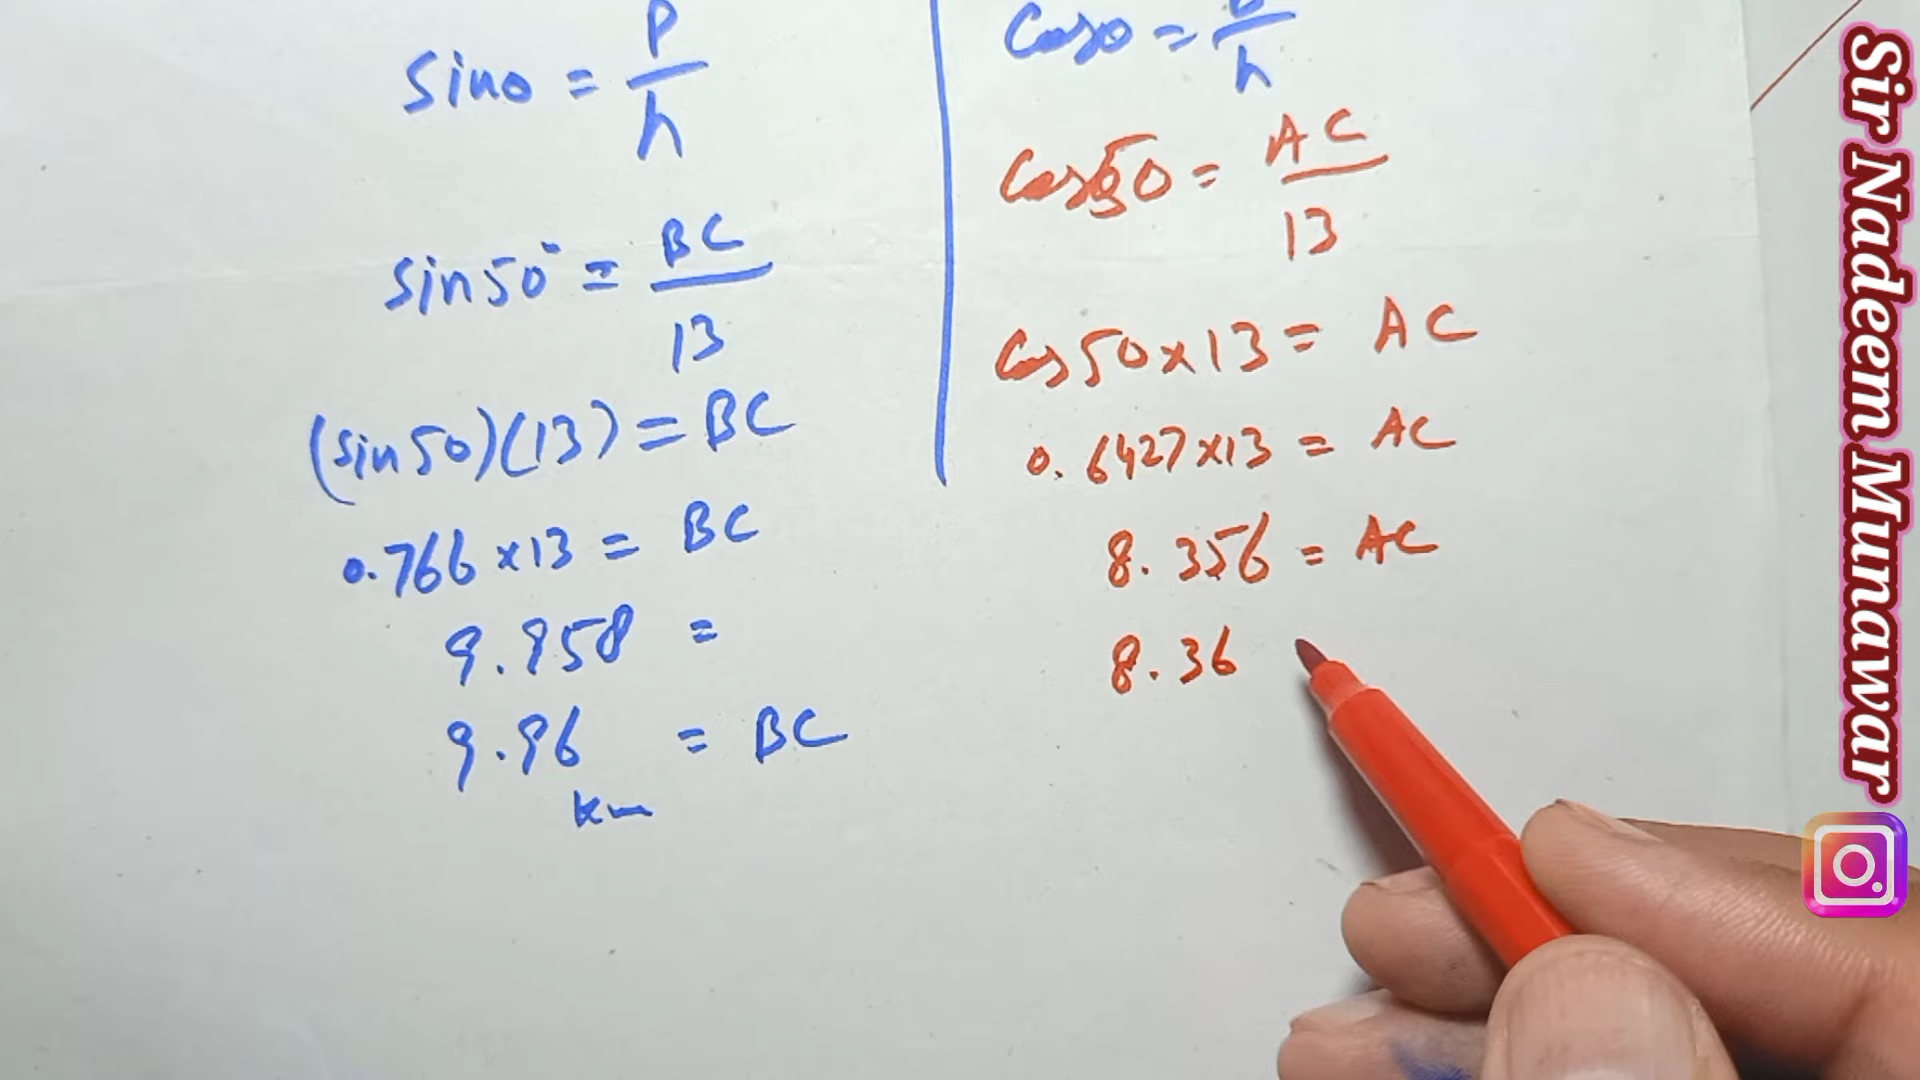 sinθ = P/h
sin50° = BC/13
(sin50)(13) = BC
0.766 x 13 = BC
9.958 =
9.96 = BC
km
Cosθ = b/h
Cos50 = AC/13
Cos50 x 13 = AC
0.6427 x 13 = AC
8.356 = AC
8.36
Sir Nadeem Munawar